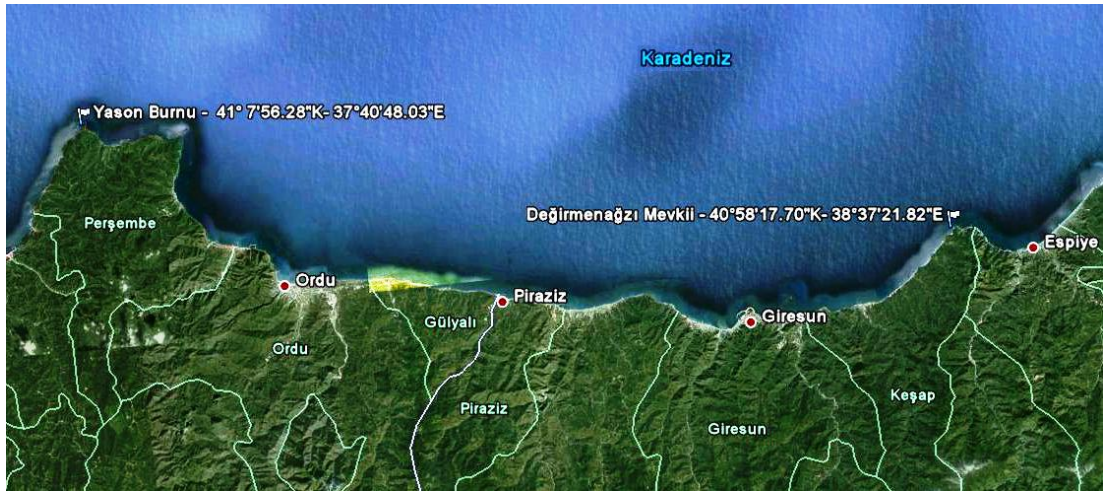 Karadeniz
Yason Burnu - 41° 7'56.28"K- 37°40'48.03"E
Perşembe
Değirmenağzı Mevkii - 40°58'17.70"K- 38°37'21.82"E
Espiye
Ordu
Piraziz
Giresun
Gülyalı
Ordu
Keşap
Piraziz
Giresun